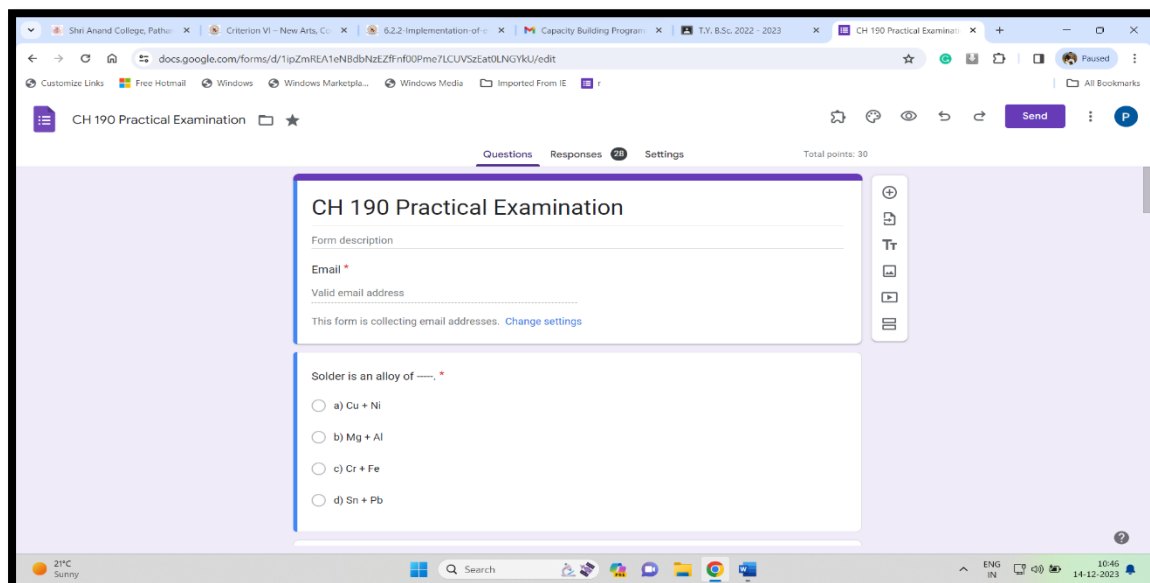 Shri Anand College, Pathar
Criterion VI – New Arts, Co
6.2.2-Implementation-of-e
Capacity Building Program
T.Y. B.Sc. 2022 - 2023
CH 190 Practical Examinati
docs.google.com/forms/d/1ipZmREA1eNBdbNzEZfFnf00Pme7LCUVSzEat0LNGYkU/edit
Paused
Customize Links
Free Hotmail
Windows
Windows Marketpla...
Windows Media
Imported From IE
r
All Bookmarks
CH 190 Practical Examination
Send
P
Questions
Responses 28
Settings
Total points: 30
CH 190 Practical Examination
Form description
Email *
Valid email address
This form is collecting email addresses. Change settings
Tт
Solder is an alloy of -----. *
a) Cu + Ni
b) Mg + Al
c) Cr + Fe
d) Sn + Pb
21°C
Sunny
Search
ENG
IN
10:46
14-12-2023